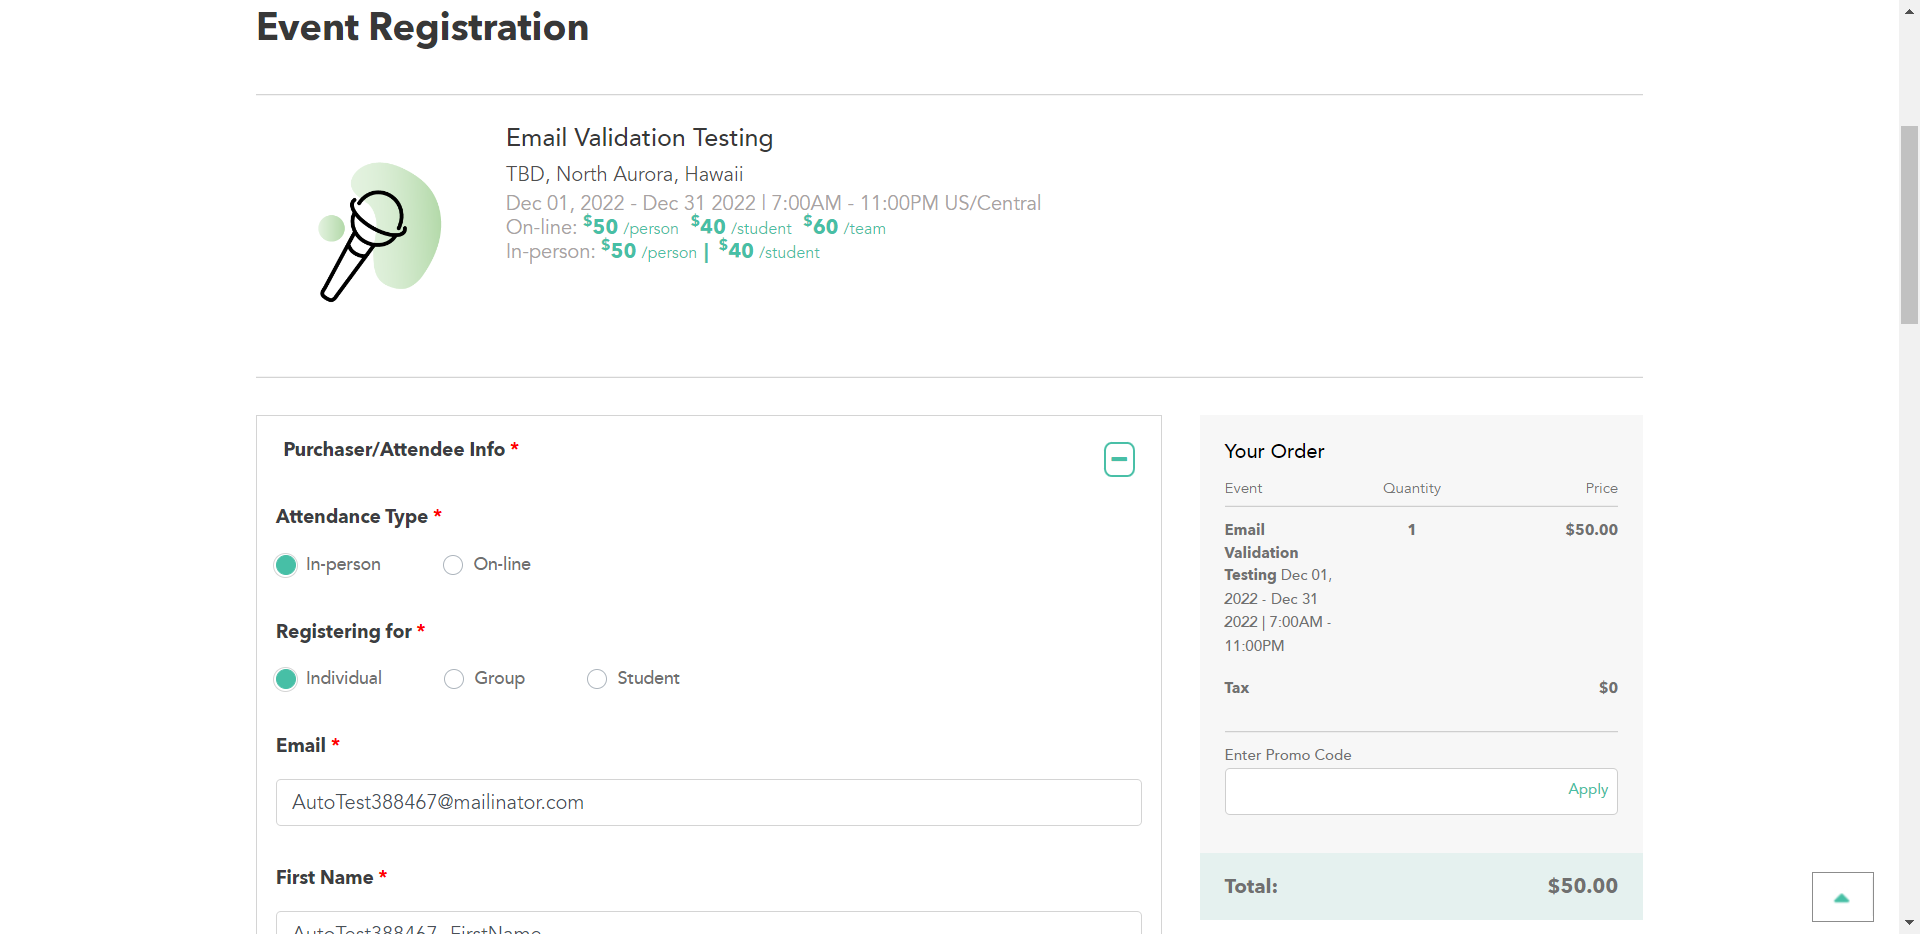 Event Registration
Email Validation Testing
TBD, North Aurora, Hawaii
Dec 01, 2022 - Dec 31 2022 | 7:00AM - 11:00PM US/Central
On-line: $50 /person $40 /student $60 /team
In-person: $50 /person | $40 /student
Purchaser/Attendee Info *
Attendance Type *
In-person On-line
Registering for *
Individual Group Student
Email *
AutoTest388467@mailinator.com
First Name *
AutoTest388467_FirstName
Your Order
Event Quantity Price
Email 1 $50.00
Validation
Testing Dec 01,
2022 - Dec 31
2022 | 7:00AM -
11:00PM
Tax $0
Enter Promo Code
Apply
Total: $50.00